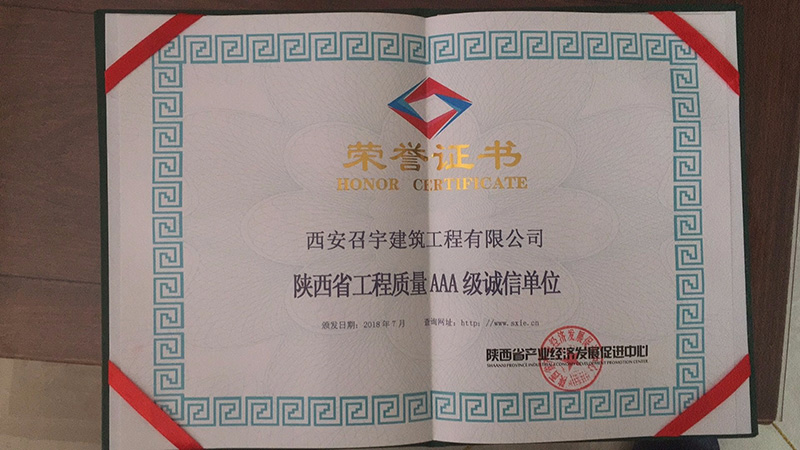 荣誉证书
HONOR CERTIFICATE
西安召宇建筑工程有限公司
陕西省工程质量AAA级诚信单位
颁发日期：2018年7月 查询网址：http://www.sxie.cn
陕西省产业经济发展促进中心